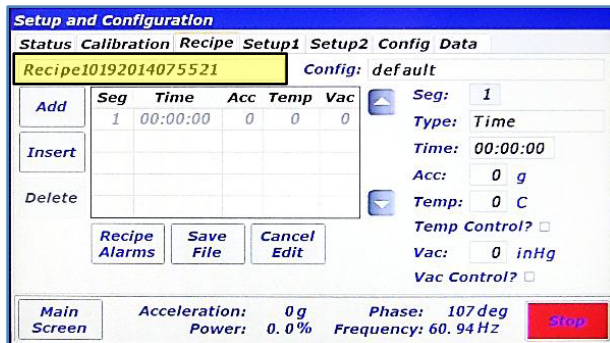 Setup and Configuration
Status Calibration Recipe Setup1 Setup2 Config Data
Recipe10192014075521 Config: default
Add Seg Time Acc Temp Vac Seg: 1
1 00:00:00 0 0 0 Type: Time
Insert Time: 00:00:00
Acc: 0 g
Delete Temp: 0 C
Temp Control?
Recipe Alarms Save File Cancel Edit Vac: 0 inHg
Vac Control?
Main Screen Acceleration: 0 g Phase: 107 deg Stop
Power: 0.0% Frequency: 60.94 Hz